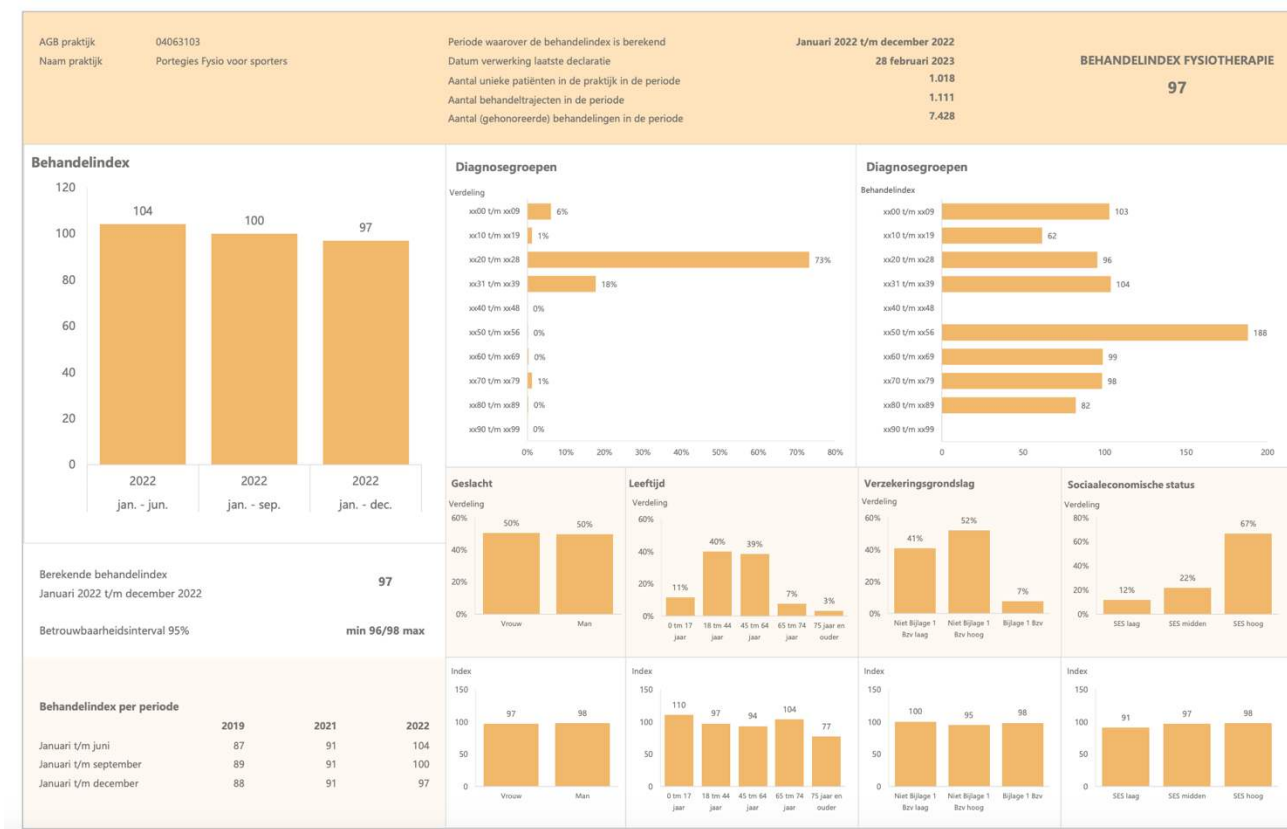 AGB praktijk 04063103
Naam praktijk Portegies Fysio voor sporters
Periode waarover de behandelindex is berekend Januari 2022 t/m december 2022
Datum verwerking laatste declaratie 28 februari 2023
Aantal unieke patiënten in de praktijk in de periode 1.018
Aantal behandeltrajecten in de periode 1.111
Aantal (gehonoreerde) behandelingen in de periode 7.428
BEHANDELINDEX FYSIOTHERAPIE
97
Behandelindex
120
100
80
60
40
20
0
104
100
97
2022 2022 2022
jan. - jun. jan. - sep. jan. - dec.
Diagnosegroepen
Verdeling
xx00 t/m xx09 6%
xx10 t/m xx19 1%
xx20 t/m xx28 73%
xx31 t/m xx39 18%
xx40 t/m xx48 0%
xx50 t/m xx56 0%
xx60 t/m xx69 0%
xx70 t/m xx79 1%
xx80 t/m xx89 0%
xx90 t/m xx99 0%
0% 10% 20% 30% 40% 50% 60% 70% 80%
Diagnosegroepen
Behandelindex
xx00 t/m xx09 103
xx10 t/m xx19 62
xx20 t/m xx28 96
xx31 t/m xx39 104
xx40 t/m xx48
xx50 t/m xx56 188
xx60 t/m xx69 99
xx70 t/m xx79 98
xx80 t/m xx89 82
xx90 t/m xx99
0 50 100 150 200
Berekende behandelindex
Januari 2022 t/m december 2022
97
Betrouwbaarheidsinterval 95% min 96/98 max
Behandelindex per periode
2019 2021 2022
Januari t/m juni 87 91 104
Januari t/m september 89 91 100
Januari t/m december 88 91 97
Geslacht
Verdeling
60%
40%
20%
0%
50% 50%
Vrouw Man
Leeftijd
Verdeling
60%
40%
20%
0%
11% 40% 39% 7% 3%
0 tm 17 18 tm 44 45 tm 64 65 tm 74 75 jaar en
jaar jaar jaar jaar ouder
Verzekeringsgrondslag
Verdeling
60%
40%
20%
0%
41% 52% 7%
Niet Bijlage 1 Niet Bijlage 1 Bijlage 1 Bzv
Bzv laag Bzv hoog
Sociaaleconomische status
Verdeling
80%
60%
40%
20%
0%
12% 22% 67%
SES laag SES midden SES hoog
Index
150
100
50
0
97 98
Vrouw Man
Index
150
100
50
0
110 97 94 104 77
0 tm 17 18 tm 44 45 tm 64 65 tm 74 75 jaar en
jaar jaar jaar jaar ouder
Index
150
100
50
0
100 95 98
Niet Bijlage 1 Niet Bijlage 1 Bijlage 1 Bzv
Bzv laag Bzv hoog
Index
150
100
50
0
91 97 98
SES laag SES midden SES hoog